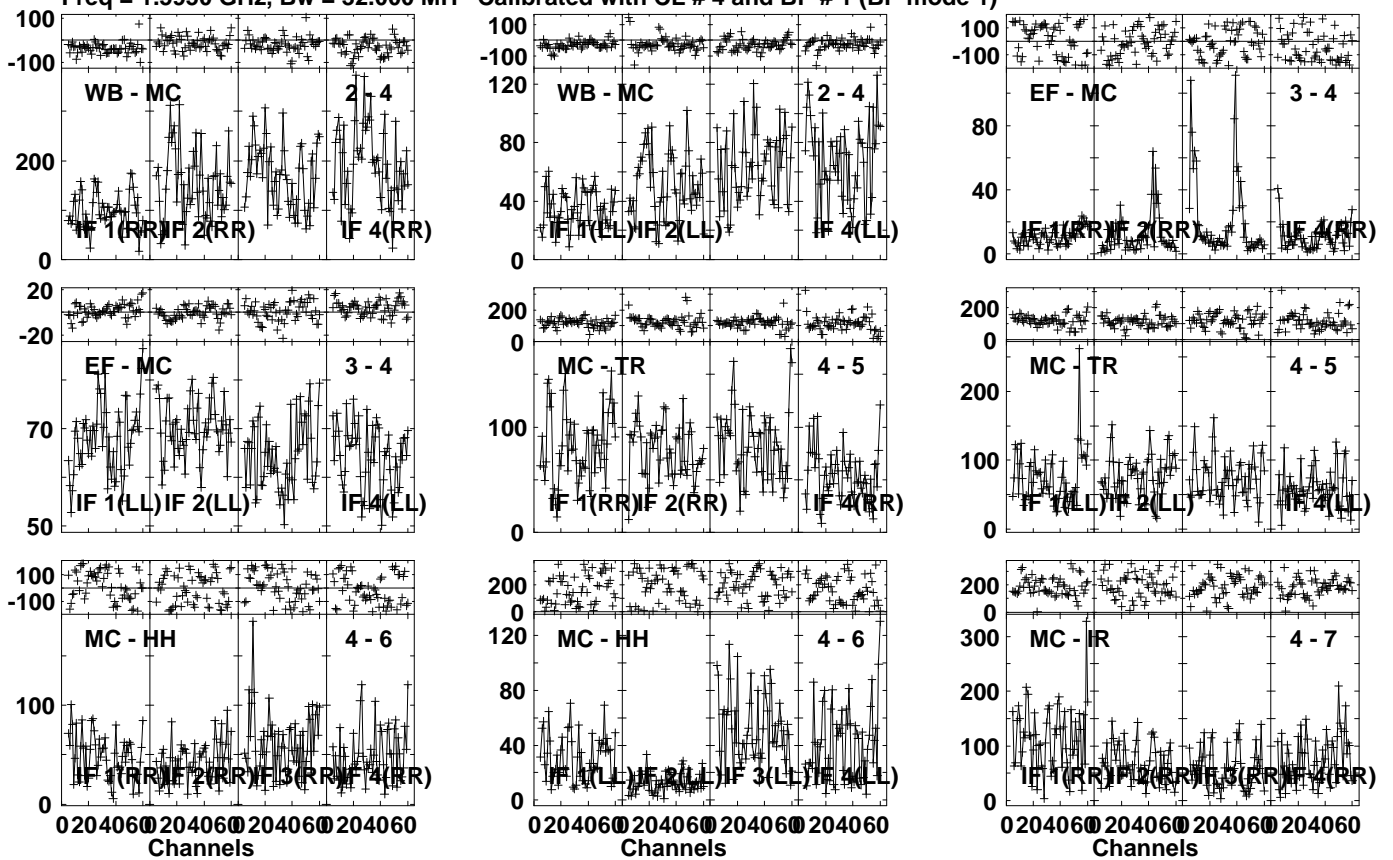 Freq = 1.5950 GHz, Bw = 32.000 MH Calibrated with CL # 4 and BP # 1 (BP mode 1)
100
-100
WB - MC 2 - 4
200
0
IF 1(RR) IF 2(RR) IF 4(RR)
100
-100
WB - MC 2 - 4
120
80
40
0
IF 1(LL) IF 2(LL) IF 4(LL)
100
-100
EF - MC 3 - 4
80
40
0
IF 1(RR) IF 2(RR) IF 4(RR)
20
-20
EF - MC 3 - 4
70
50
IF 1(LL) IF 2(LL) IF 4(LL)
200
0
MC - TR 4 - 5
100
0
IF 1(RR) IF 2(RR) IF 4(RR)
200
0
MC - TR 4 - 5
200
100
0
IF 1(LL) IF 2(LL) IF 4(LL)
100
-100
MC - HH 4 - 6
100
0
IF 1(RR) IF 2(RR) IF 3(RR) IF 4(RR)
0 20 40 60 0 20 40 60 0 20 40 60 0 20 40 60
Channels
200
0
MC - HH 4 - 6
120
80
40
0
IF 1(LL) IF 2(LL) IF 3(LL) IF 4(LL)
0 20 40 60 0 20 40 60 0 20 40 60 0 20 40 60
Channels
200
0
MC - IR 4 - 7
300
200
100
0
IF 1(RR) IF 2(RR) IF 3(RR) IF 4(RR)
0 20 40 60 0 20 40 60 0 20 40 60 0 20 40 60
Channels